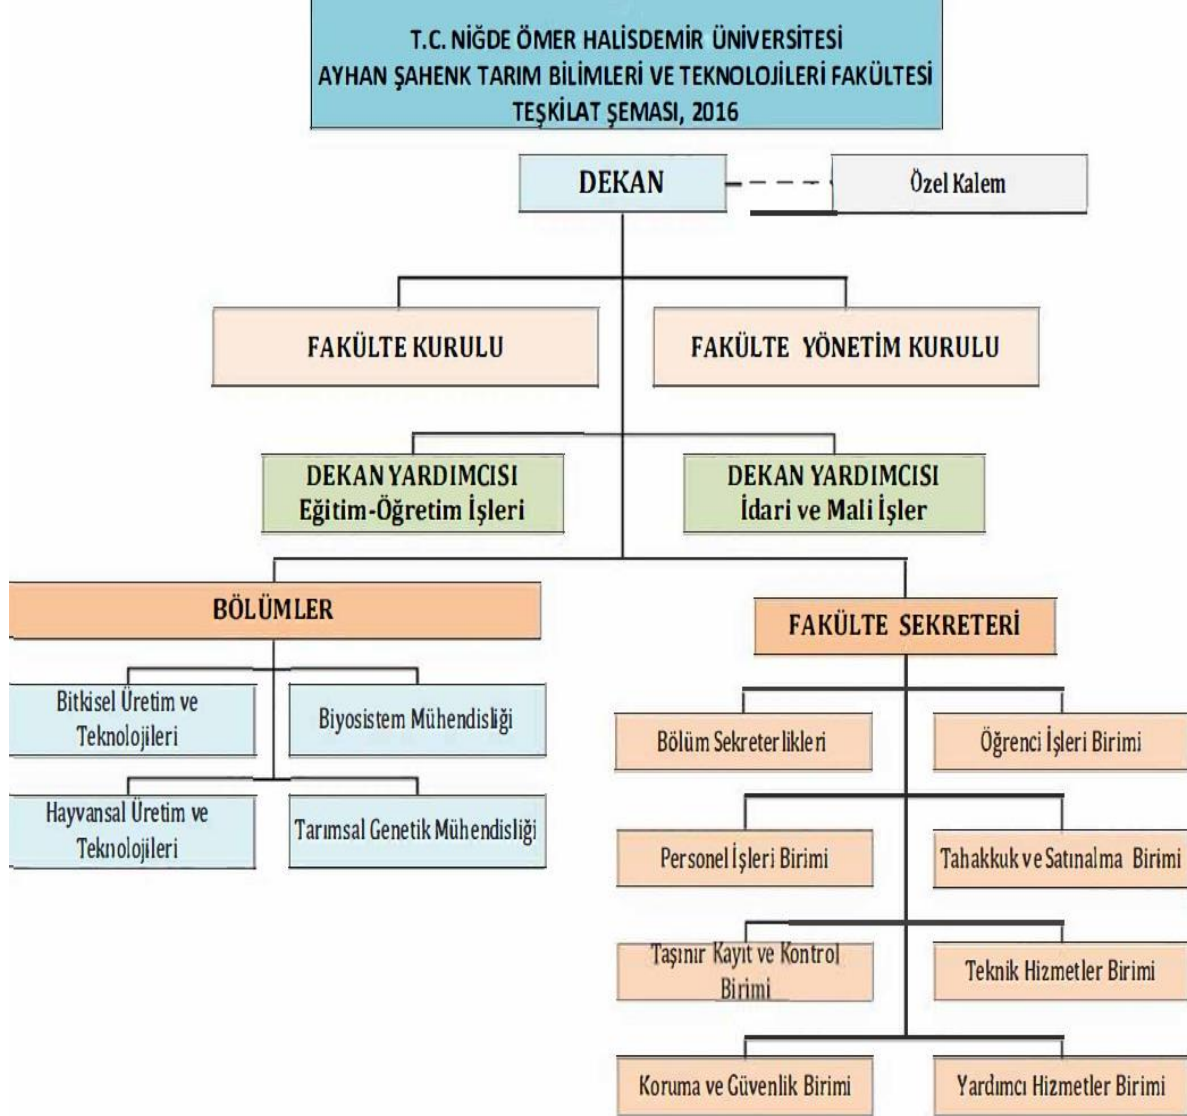 T.C. NİĞDE ÖMER HALİSDEMİR ÜNİVERSİTESİ
AYHAN ŞAHENK TARIM BİLİMLERİ VE TEKNOLOJİLERİ FAKÜLTESİ
TEŞKİLAT ŞEMASI, 2016
DEKAN
Özel Kalem
FAKÜLTE KURULU
FAKÜLTE YÖNETİM KURULU
DEKAN YARDIMCISI
Eğitim-Öğretim İşleri
DEKAN YARDIMCISI
İdari ve Mali İşler
BÖLÜMLER
Bitkisel Üretim ve
Teknolojileri
Biyosistem Mühendisliği
Hayvansal Üretim ve
Teknolojileri
Tarımsal Genetik Mühendisliği
FAKÜLTE SEKRETERİ
Bölüm Sekreterlikleri
Öğrenci İşleri Birimi
Personel İşleri Birimi
Tahakkuk ve Satınalma Birimi
Taşınır Kayıt ve Kontrol
Birimi
Teknik Hizmetler Birimi
Koruma ve Güvenlik Birimi
Yardımcı Hizmetler Birimi